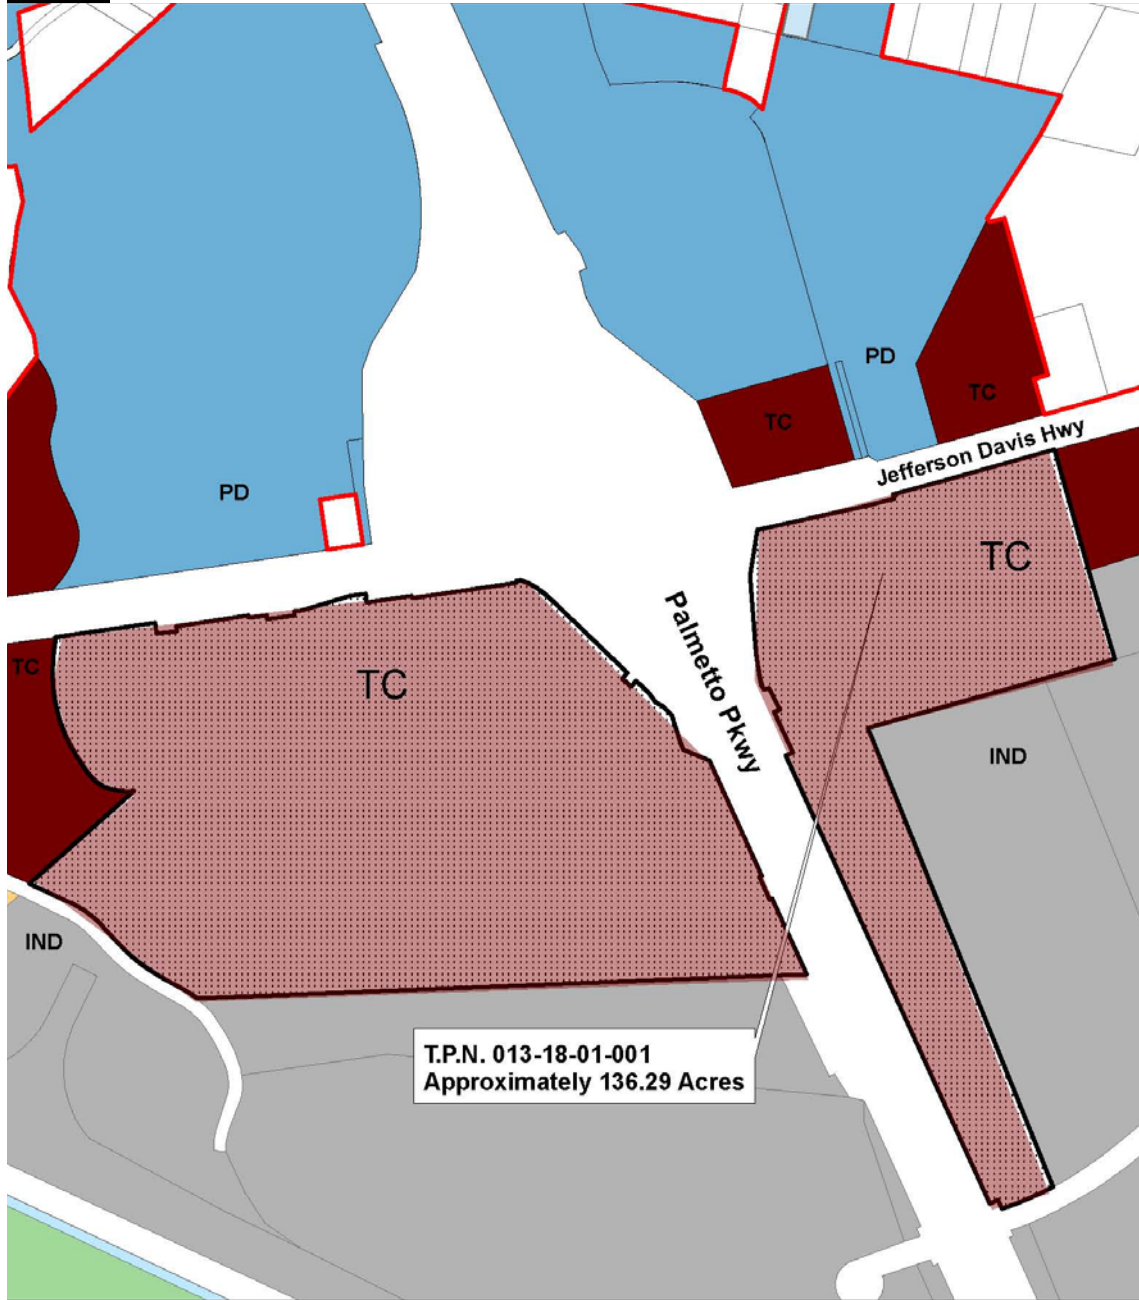 PD
TC
TC
Jefferson Davis Hwy
PD
TC
TC
Palmetto Pkwy
TC
IND
IND
T.P.N. 013-18-01-001
Approximately 136.29 Acres